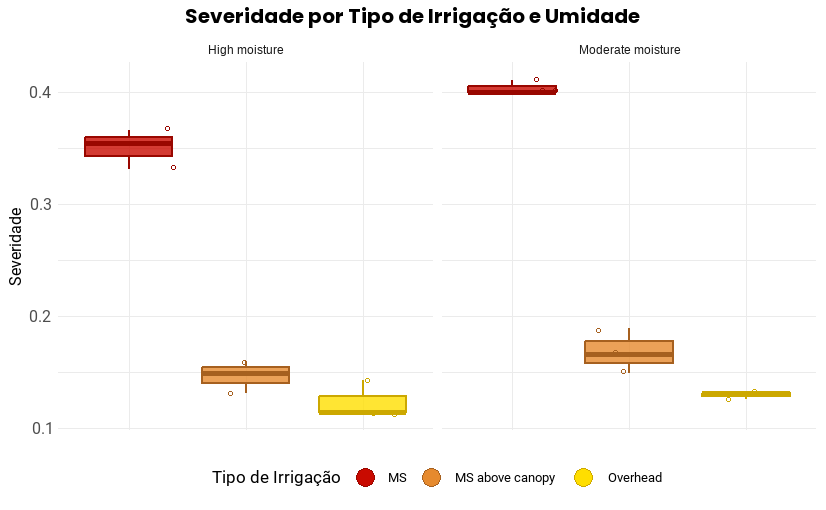 Severidade por Tipo de Irrigação e Umidade
High moisture
Moderate moisture
Severidade
0.4
0.3
0.2
0.1
Tipo de Irrigação
MS
MS above canopy
Overhead